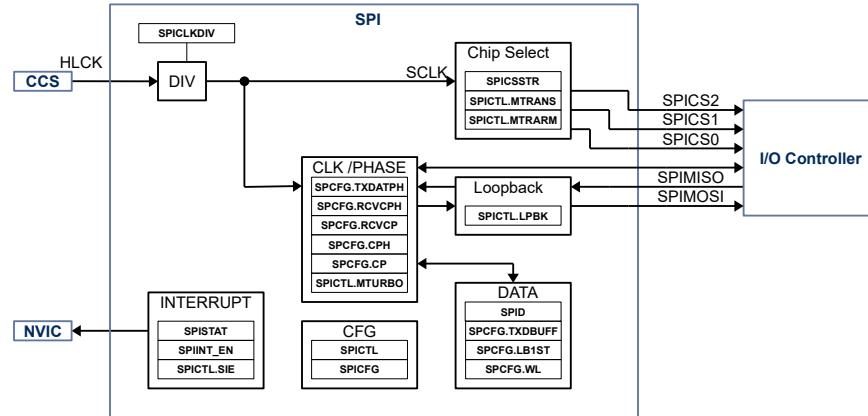 SPI
SPICLKDIV
HLCK
CCS
DIV
SCLK
Chip Select
SPICSSTR
SPICTL.MTRANS
SPICTL.MTRARM
SPICS2
SPICS1
SPICS0
I/O Controller
CLK /PHASE
SPCFG.TXDATPH
SPCFG.RCVCPH
SPCFG.RCVCP
SPCFG.CPH
SPCFG.CP
SPICTL.MTURBO
Loopback
SPICTL.LPBK
SPIMISO
SPIMOSI
INTERRUPT
SPISTAT
SPIINT_EN
SPICTL.SIE
NVIC
CFG
SPICTL
SPICFG
DATA
SPID
SPCFG.TXDBUFF
SPCFG.LB1ST
SPCFG.WL